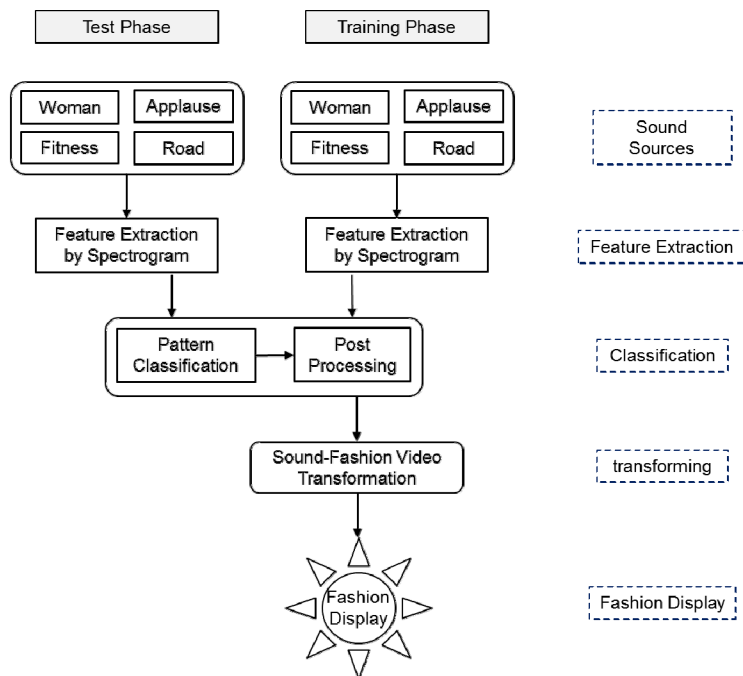 Test Phase
Training Phase
Woman
Applause
Fitness
Road
Woman
Applause
Fitness
Road
Sound
Sources
Feature Extraction
by Spectrogram
Feature Extraction
by Spectrogram
Feature Extraction
Pattern
Classification
Post
Processing
Classification
Sound-Fashion Video
Transformation
transforming
Fashion
Display
Fashion Display